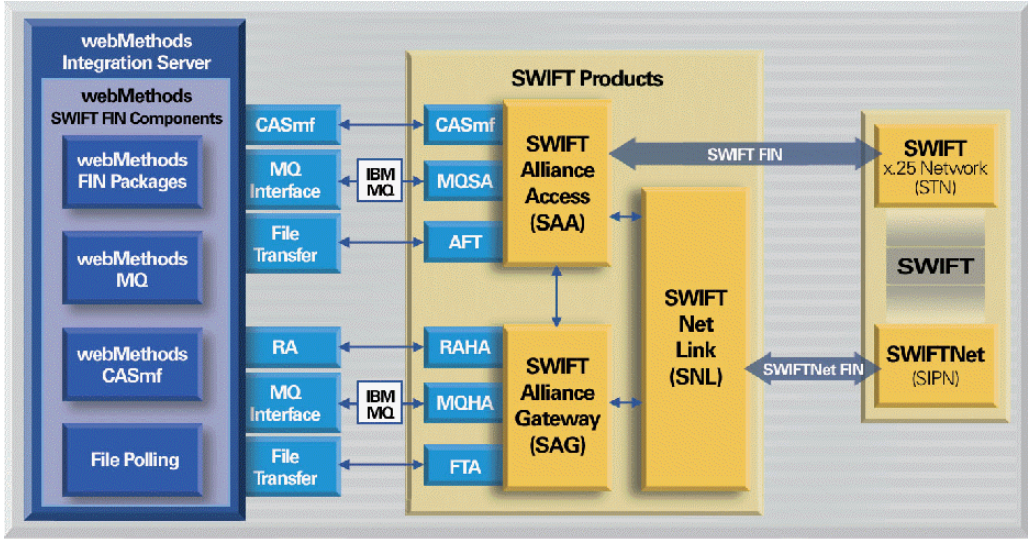 webMethods
Integration Server
webMethods
SWIFT FIN Components
webMethods
FIN Packages
webMethods
MQ
webMethods
CASmf
File Polling
CASmf
MQ
Interface
File
Transfer
RA
MQ
Interface
File
Transfer
IBM
MQ
IBM
MQ
SWIFT Products
CASmf
MQSA
AFT
RAHA
MQHA
FTA
SWIFT
Alliance
Access
(SAA)
SWIFT
Alliance
Gateway
(SAG)
SWIFT
Net
Link
(SNL)
SWIFT FIN
SWIFTNet FIN
SWIFT
x.25 Network
(STN)
SWIFT
SWIFTNet
(SIPN)